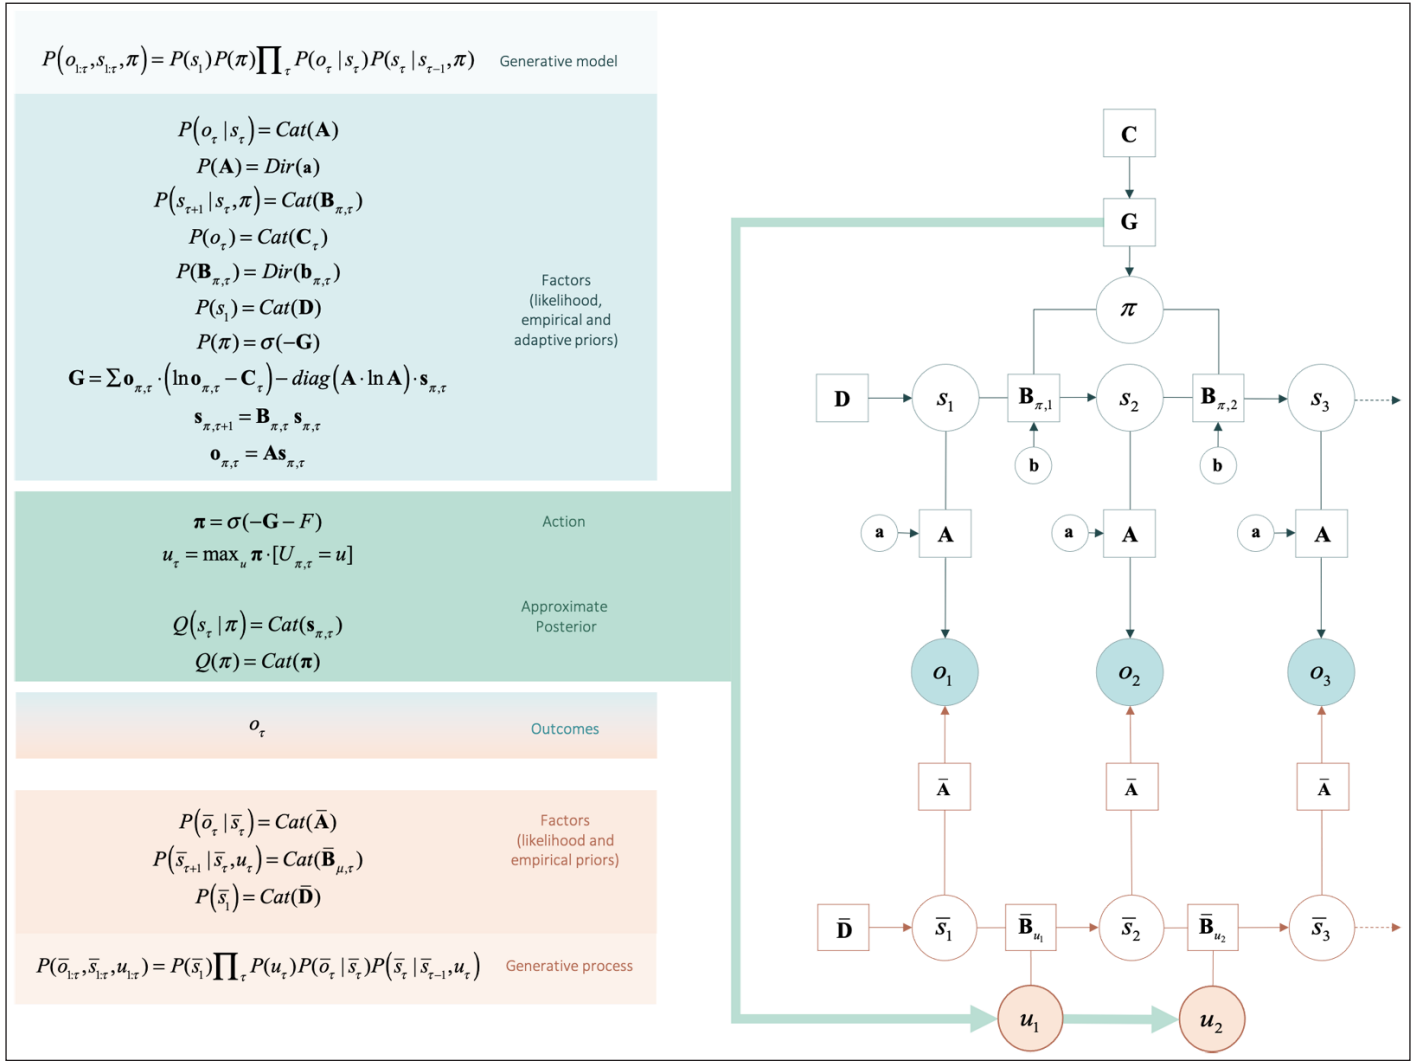 P(o₁:τ, s₁:τ, π) = P(s₁)P(π)∏τ P(oτ | sτ)P(sτ | sτ₋₁, π) Generative model
P(oτ | sτ) = Cat(A)
P(A) = Dir(a)
P(sτ₊₁ | sτ, π) = Cat(Bπ,τ)
P(oτ) = Cat(Cτ)
P(Bπ,τ) = Dir(bπ,τ)
P(s₁) = Cat(D)
P(π) = σ(−G)
G = Σoπ,τ · (ln oπ,τ − Cτ) − diag(A · ln A) · sπ,τ
sπ,τ₊₁ = Bπ,τ sπ,τ
oπ,τ = Asπ,τ
Factors
(likelihood,
empirical and
adaptive priors)
π = σ(−G − F) Action
uτ = maxᵤ π · [Uπ,τ = u]
Approximate
Posterior
Q(sτ | π) = Cat(sπ,τ)
Q(π) = Cat(π)
oτ Outcomes
P(o̅τ | s̅τ) = Cat(A̅)
P(s̅τ₊₁ | s̅τ, uτ) = Cat(B̅μ,τ)
P(s̅₁) = Cat(D̅)
Factors
(likelihood and
empirical priors)
P(o̅₁:τ, s̅₁:τ, u₁:τ) = P(s̅₁)∏τ P(uτ)P(o̅τ | s̅τ)P(s̅τ | s̅τ₋₁, uτ) Generative process
C
G
π
D s₁ Bπ,1 s₂ Bπ,2 s₃
b b
a A a A a A
o₁ o₂ o₃
A̅ A̅ A̅
D̅ s̅₁ B̅u₁ s̅₂ B̅u₂ s̅₃
u₁ u₂